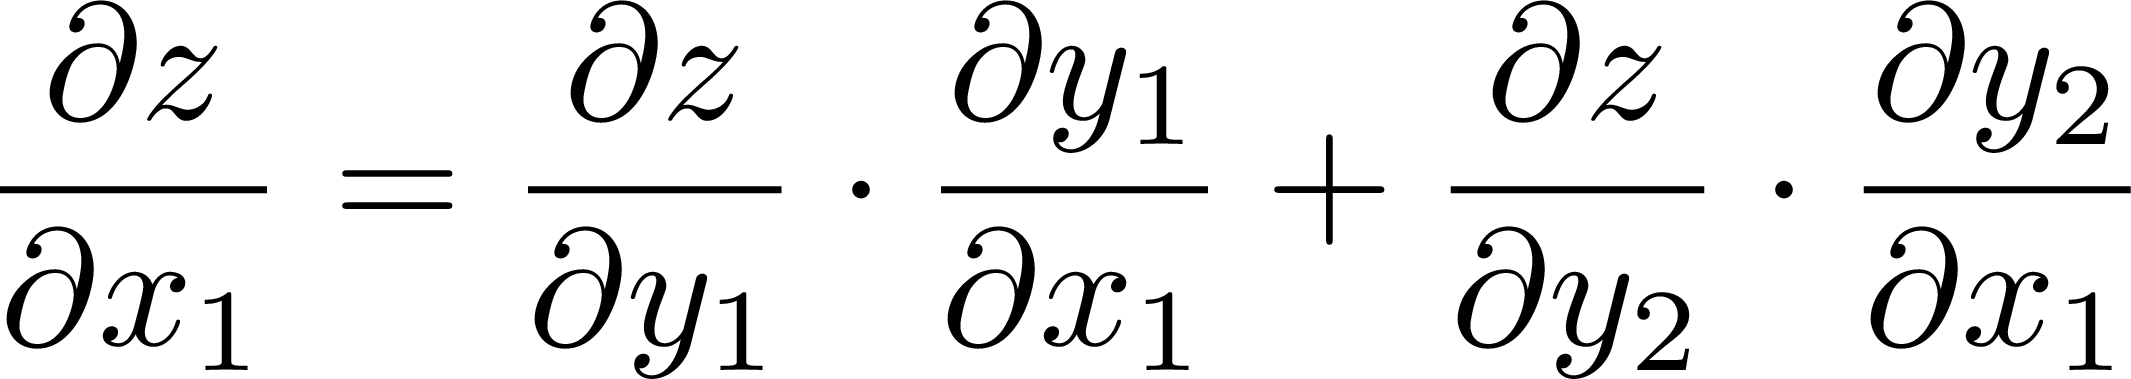 ∂z/∂x₁ = ∂z/∂y₁ · ∂y₁/∂x₁ + ∂z/∂y₂ · ∂y₂/∂x₁